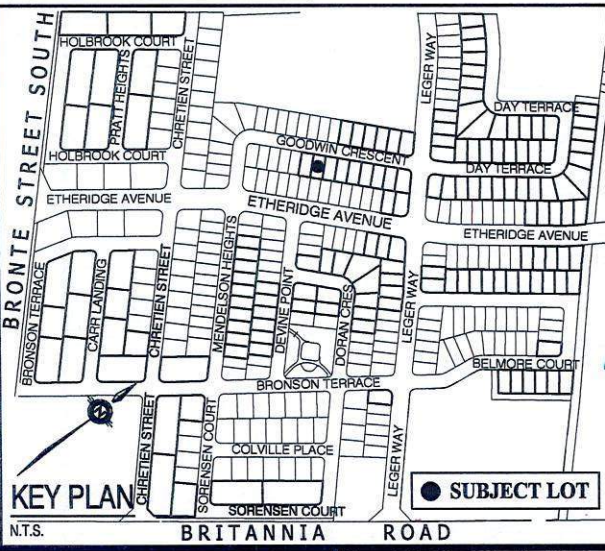 HOLBROOK COURT
BRONTE STREET SOUTH
PRATT HEIGHTS
CHRETIEN STREET
LEGER WAY
DAY TERRACE
GOODWIN CRESCENT
HOLBROOK COURT
DAY TERRACE
ETHERIDGE AVENUE
ETHERIDGE AVENUE
ETHERIDGE AVENUE
BRONSON TERRACE
CARR LANDING
CHRETIEN STREET
MENDELSON HEIGHTS
DEVINE POINT
DORAN CRES
LEGER WAY
BELMORE COURT
BRONSON TERRACE
N
CHRETIEN STREET
SORENSEN COURT
COLVILLE PLACE
LEGER WAY
KEY PLAN
SUBJECT LOT
SORENSEN COURT
N.T.S.
BRITANNIA ROAD